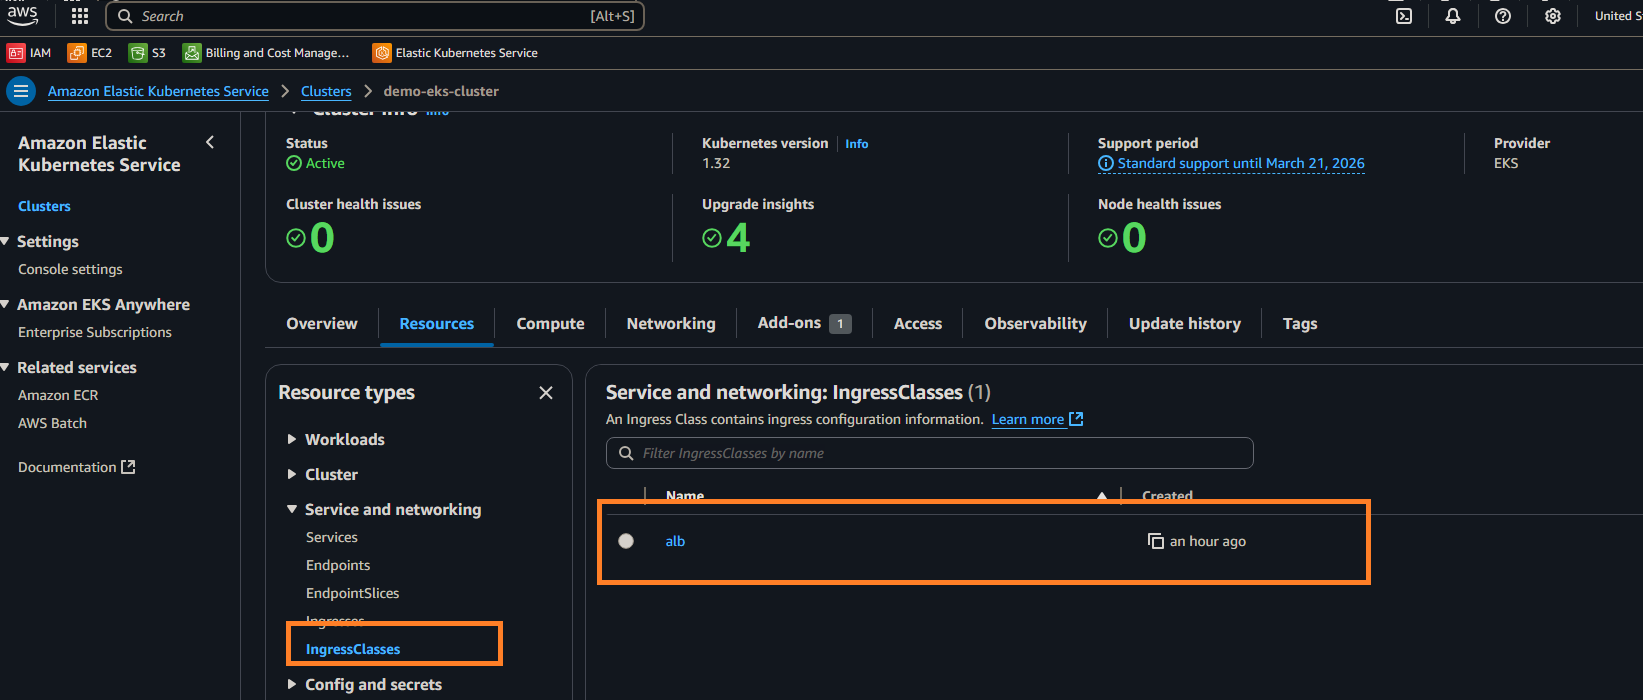 aws
Search
[Alt+S]
United S
IAM
EC2
S3
Billing and Cost Manage...
Elastic Kubernetes Service
Amazon Elastic Kubernetes Service
Clusters
demo-eks-cluster
Amazon Elastic
Kubernetes Service
Clusters
Settings
Console settings
Amazon EKS Anywhere
Enterprise Subscriptions
Related services
Amazon ECR
AWS Batch
Documentation
Cluster info Info
Status
Active
Kubernetes version Info
1.32
Support period
Standard support until March 21, 2026
Provider
EKS
Cluster health issues
0
Upgrade insights
4
Node health issues
0
Overview
Resources
Compute
Networking
Add-ons 1
Access
Observability
Update history
Tags
Resource types
Workloads
Cluster
Service and networking
Services
Endpoints
EndpointSlices
Ingresses
IngressClasses
Config and secrets
Service and networking: IngressClasses (1)
An Ingress Class contains ingress configuration information. Learn more
Filter IngressClasses by name
Name
Created
alb
an hour ago